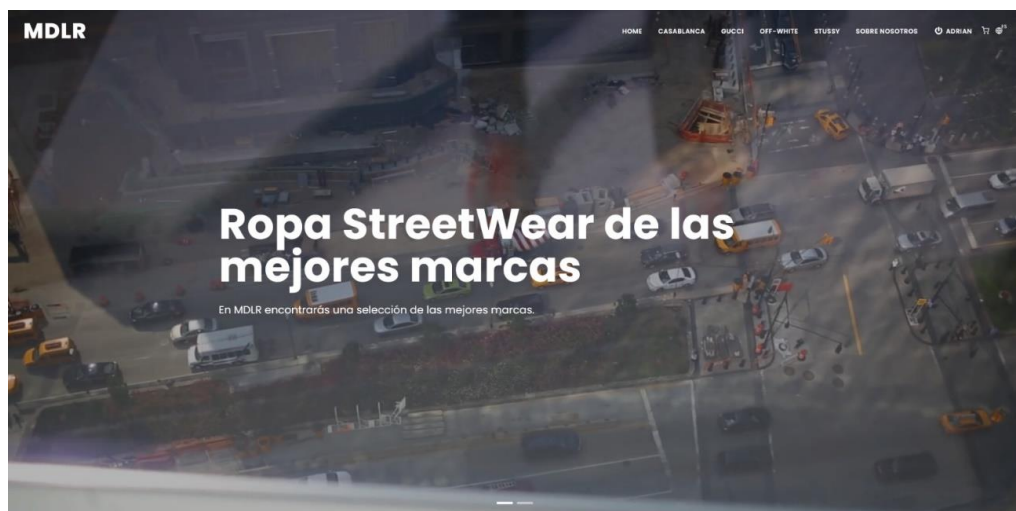 MDLR
HOME CASABLANCA GUCCI OFF-WHITE STUSSY SOBRE NOSOTROS ADRIAN ES
Ropa StreetWear de las
mejores marcas
En MDLR encontrarás una selección de las mejores marcas.